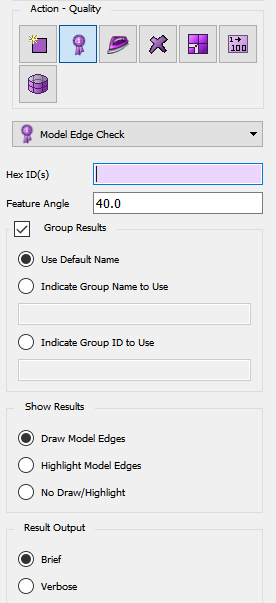 Action - Quality
1→
100
Model Edge Check
Hex ID(s)
Feature Angle 40.0
Group Results
Use Default Name
Indicate Group Name to Use
Indicate Group ID to Use
Show Results
Draw Model Edges
Highlight Model Edges
No Draw/Highlight
Result Output
Brief
Verbose